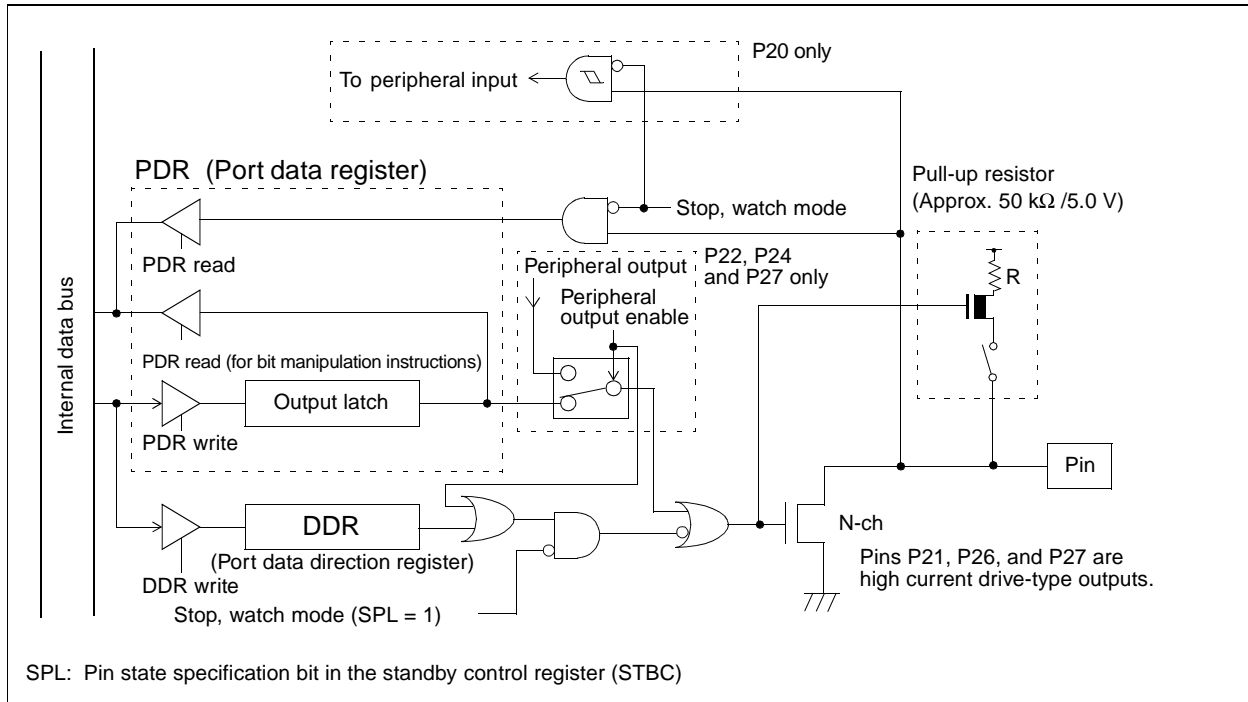 P20 only
To peripheral input
PDR (Port data register)
Pull-up resistor
(Approx. 50 kΩ /5.0 V)
Stop, watch mode
PDR read
Peripheral output
P22, P24
and P27 only
Peripheral
output enable
R
Internal data bus
PDR read (for bit manipulation instructions)
Output latch
PDR write
Pin
DDR
(Port data direction register)
N-ch
DDR write
Pins P21, P26, and P27 are
high current drive-type outputs.
Stop, watch mode (SPL = 1)
SPL: Pin state specification bit in the standby control register (STBC)